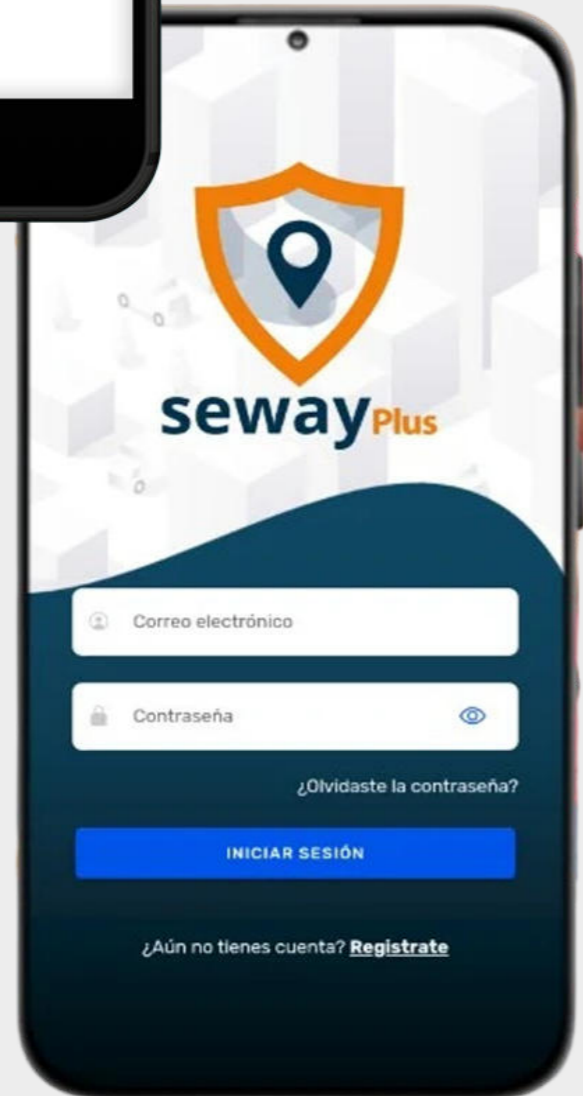 seway Plus
Correo electrónico
Contraseña
¿Olvidaste la contraseña?
INICIAR SESIÓN
¿Aún no tienes cuenta? Registrate